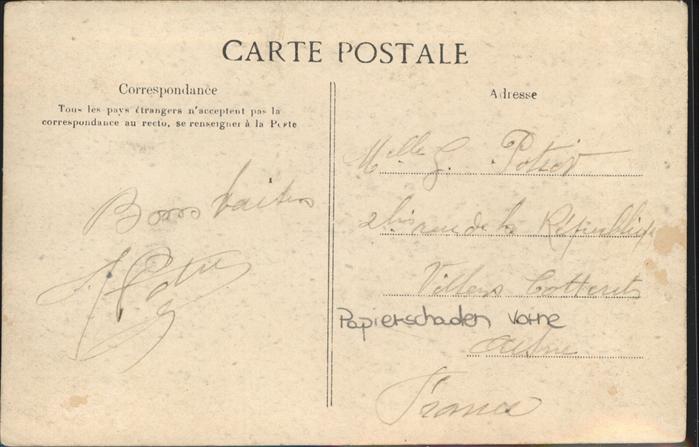 CARTE POSTALE
Correspondance
Tous les pays étrangers n'acceptent pas la
correspondance au recto, se renseigner à la Poste
Bons baisers
Adresse
Melle G.
2bis rue de la République
Villers Cotterets
Papierschaden vorne
Aisne
France